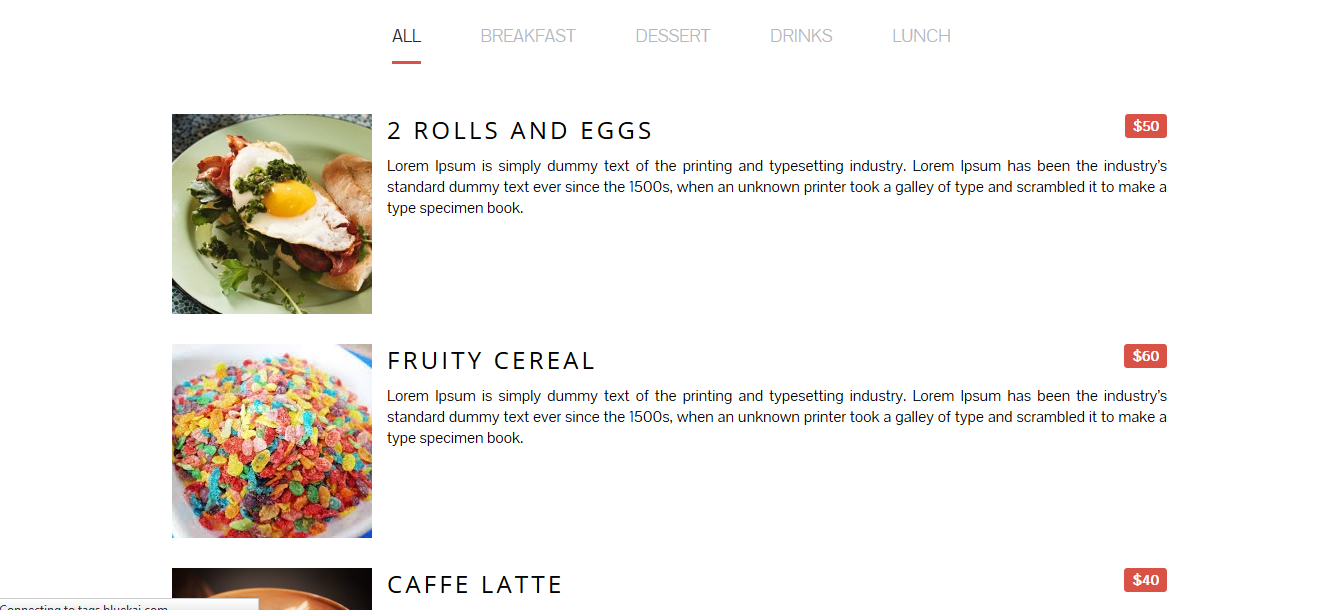 ALL BREAKFAST DESSERT DRINKS LUNCH
2 ROLLS AND EGGS $50
Lorem Ipsum is simply dummy text of the printing and typesetting industry. Lorem Ipsum has been the industry's
standard dummy text ever since the 1500s, when an unknown printer took a galley of type and scrambled it to make a
type specimen book.
FRUITY CEREAL $60
Lorem Ipsum is simply dummy text of the printing and typesetting industry. Lorem Ipsum has been the industry's
standard dummy text ever since the 1500s, when an unknown printer took a galley of type and scrambled it to make a
type specimen book.
CAFFE LATTE $40
Connecting to tags.bluekai.com